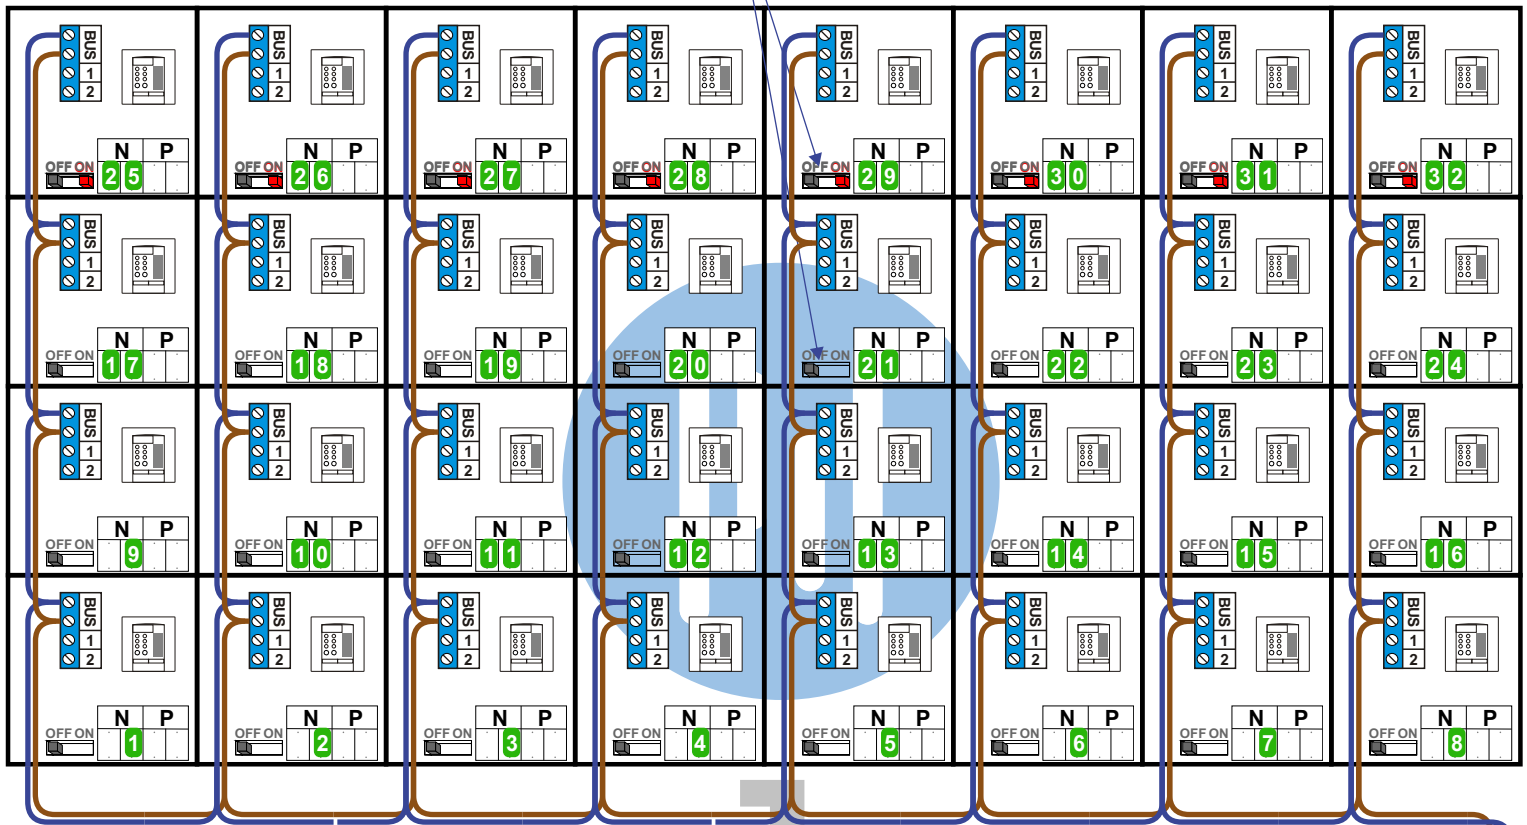 BUS BUS BUS BUS BUS BUS BUS BUS
1 1 1 1 1 1 1 1
2 2 2 2 2 2 2 2
N P N P N P N P N P N P N P N P
OFF ON 25 OFF ON 26 OFF ON 27 OFF ON 28 OFF ON 29 OFF ON 30 OFF ON 31 OFF ON 32
BUS BUS BUS BUS BUS BUS BUS BUS
1 1 1 1 1 1 1 1
2 2 2 2 2 2 2 2
N P N P N P N P N P N P N P N P
OFF ON 17 OFF ON 18 OFF ON 19 OFF ON 20 OFF ON 21 OFF ON 22 OFF ON 23 OFF ON 24
BUS BUS BUS BUS BUS BUS BUS BUS
1 1 1 1 1 1 1 1
2 2 2 2 2 2 2 2
N P N P N P N P N P N P N P N P
OFF ON 9 OFF ON 10 OFF ON 11 OFF ON 12 OFF ON 13 OFF ON 14 OFF ON 15 OFF ON 16
BUS BUS BUS BUS BUS BUS BUS BUS
1 1 1 1 1 1 1 1
2 2 2 2 2 2 2 2
N P N P N P N P N P N P N P N P
OFF ON 1 OFF ON 2 OFF ON 3 OFF ON 4 OFF ON 5 OFF ON 6 OFF ON 7 OFF ON 8